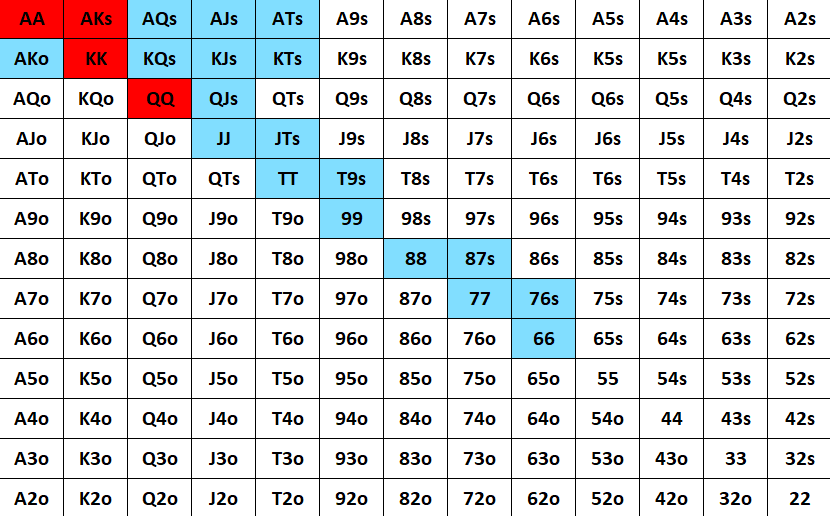 AA AKs AQs AJs ATs A9s A8s A7s A6s A5s A4s A3s A2s
AKo KK KQs KJs KTs K9s K8s K7s K6s K5s K5s K3s K2s
AQo KQo QQ QJs QTs Q9s Q8s Q7s Q6s Q6s Q5s Q4s Q2s
AJo KJo QJo JJ JTs J9s J8s J7s J6s J6s J5s J4s J2s
ATo KTo QTo QTs TT T9s T8s T7s T6s T6s T5s T4s T2s
A9o K9o Q9o J9o T9o 99 98s 97s 96s 95s 94s 93s 92s
A8o K8o Q8o J8o T8o 98o 88 87s 86s 85s 84s 83s 82s
A7o K7o Q7o J7o T7o 97o 87o 77 76s 75s 74s 73s 72s
A6o K6o Q6o J6o T6o 96o 86o 76o 66 65s 64s 63s 62s
A5o K5o Q5o J5o T5o 95o 85o 75o 65o 55 54s 53s 52s
A4o K4o Q4o J4o T4o 94o 84o 74o 64o 54o 44 43s 42s
A3o K3o Q3o J3o T3o 93o 83o 73o 63o 53o 43o 33 32s
A2o K2o Q2o J2o T2o 92o 82o 72o 62o 52o 42o 32o 22